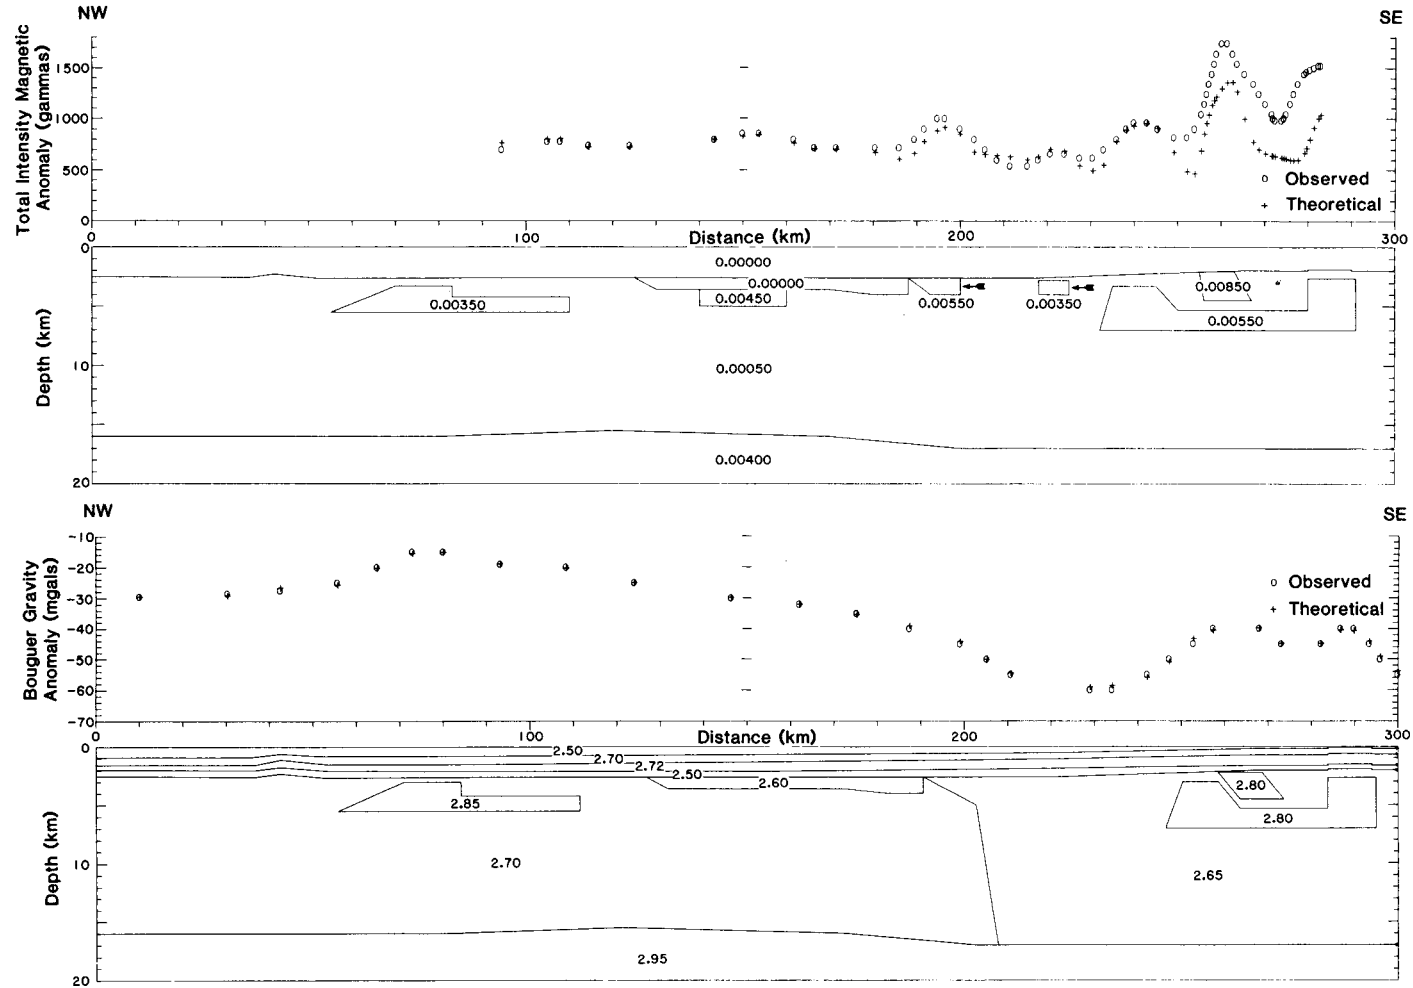 NW
SE
Total Intensity Magnetic
Anomaly (gammas)
1500
1000
500
0
o Observed
+ Theoretical
0 100 Distance (km) 200 300
0
0.00000
0.00000
0.00350 0.00450 0.00550 0.00350 0.00850
0.00550
Depth (km)
10
0.00050
0.00400
20
NW
SE
Bouguer Gravity
Anomaly (mgals)
-10
-20
-30
-40
-50
-60
-70
o Observed
+ Theoretical
100 Distance (km) 200 300
0
2.50
2.70
2.72
2.50
2.60
2.85 2.80
2.80
Depth (km)
10
2.70
2.65
2.95
20